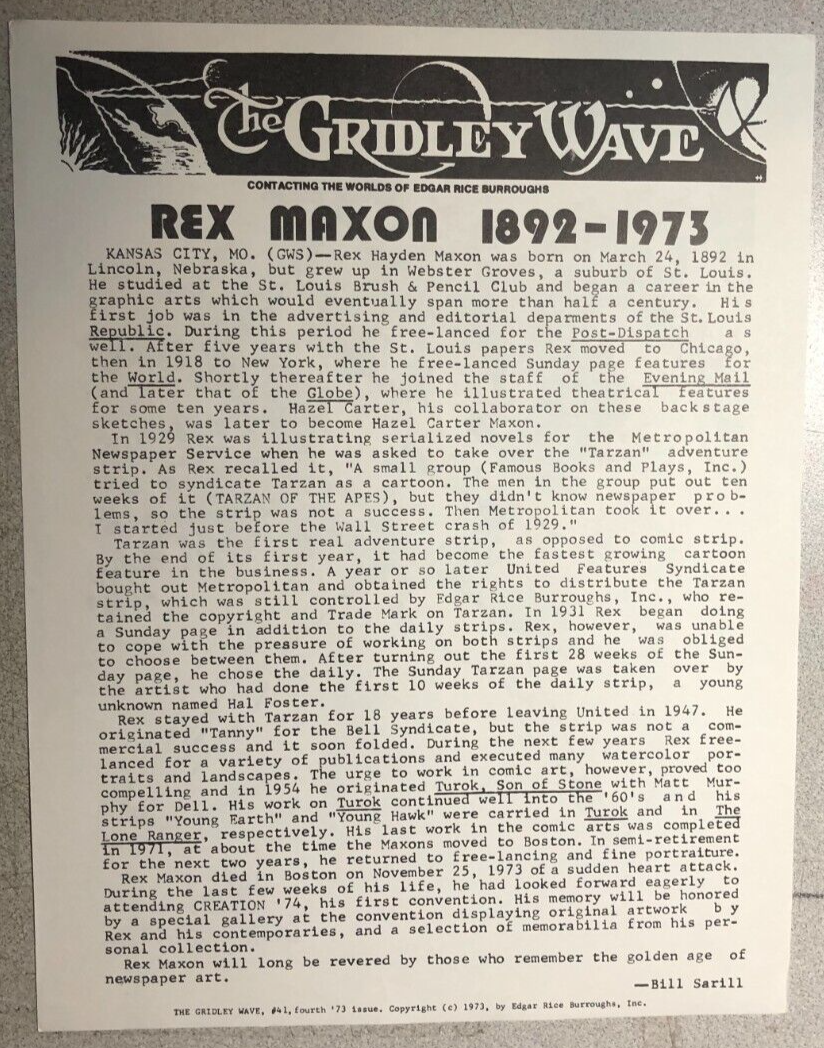 The GRIDLEY WAVE
CONTACTING THE WORLDS OF EDGAR RICE BURROUGHS
REX MAXON 1892-1973
KANSAS CITY, MO. (GWS)—Rex Hayden Maxon was born on March 24, 1892 in
Lincoln, Nebraska, but grew up in Webster Groves, a suburb of St. Louis.
He studied at the St. Louis Brush & Pencil Club and began a career in the
graphic arts which would eventually span more than half a century. His
first job was in the advertising and editorial deparments of the St. Louis
Republic. During this period he free-lanced for the Post-Dispatch as
well. After five years with the St. Louis papers Rex moved to Chicago,
then in 1918 to New York, where he free-lanced Sunday page features for
the World. Shortly thereafter he joined the staff of the Evening Mail
(and later that of the Globe), where he illustrated theatrical features
for some ten years. Hazel Carter, his collaborator on these backstage
sketches, was later to become Hazel Carter Maxon.
In 1929 Rex was illustrating serialized novels for the Metropolitan
Newspaper Service when he was asked to take over the "Tarzan" adventure
strip. As Rex recalled it, "A small group (Famous Books and Plays, Inc.)
tried to syndicate Tarzan as a cartoon. The men in the group put out ten
weeks of it (TARZAN OF THE APES), but they didn't know newspaper prob-
lems, so the strip was not a success. Then Metropolitan took it over...
I started just before the Wall Street crash of 1929."
Tarzan was the first real adventure strip, as opposed to comic strip.
By the end of its first year, it had become the fastest growing cartoon
feature in the business. A year or so later United Features Syndicate
bought out Metropolitan and obtained the rights to distribute the Tarzan
strip, which was still controlled by Edgar Rice Burroughs, Inc., who re-
tained the copyright and Trade Mark on Tarzan. In 1931 Rex began doing
a Sunday page in addition to the daily strips. Rex, however, was unable
to cope with the pressure of working on both strips and he was obliged
to choose between them. After turning out the first 28 weeks of the Sun-
day page, he chose the daily. The Sunday Tarzan page was taken over by
the artist who had done the first 10 weeks of the daily strip, a young
unknown named Hal Foster.
Rex stayed with Tarzan for 18 years before leaving United in 1947. He
originated "Tanny" for the Bell Syndicate, but the strip was not a com-
mercial success and it soon folded. During the next few years Rex free-
lanced for a variety of publications and executed many watercolor por-
traits and landscapes. The urge to work in comic art, however, proved too
compelling and in 1954 he originated Turok, Son of Stone with Matt Mur-
phy for Dell. His work on Turok continued well into the '60's and his
strips "Young Earth" and "Young Hawk" were carried in Turok and in The
Lone Ranger, respectively. His last work in the comic arts was completed
in 1971, at about the time the Maxons moved to Boston. In semi-retirement
for the next two years, he returned to free-lancing and fine portraiture.
Rex Maxon died in Boston on November 25, 1973 of a sudden heart attack.
During the last few weeks of his life, he had looked forward eagerly to
attending CREATION '74, his first convention. His memory will be honored
by a special gallery at the convention displaying original artwork by
Rex and his contemporaries, and a selection of memorabilia from his per-
sonal collection.
Rex Maxon will long be revered by those who remember the golden age of
newspaper art.
—Bill Sarill
THE GRIDLEY WAVE, #41, fourth '73 issue. Copyright (c) 1973, by Edgar Rice Burroughs, Inc.